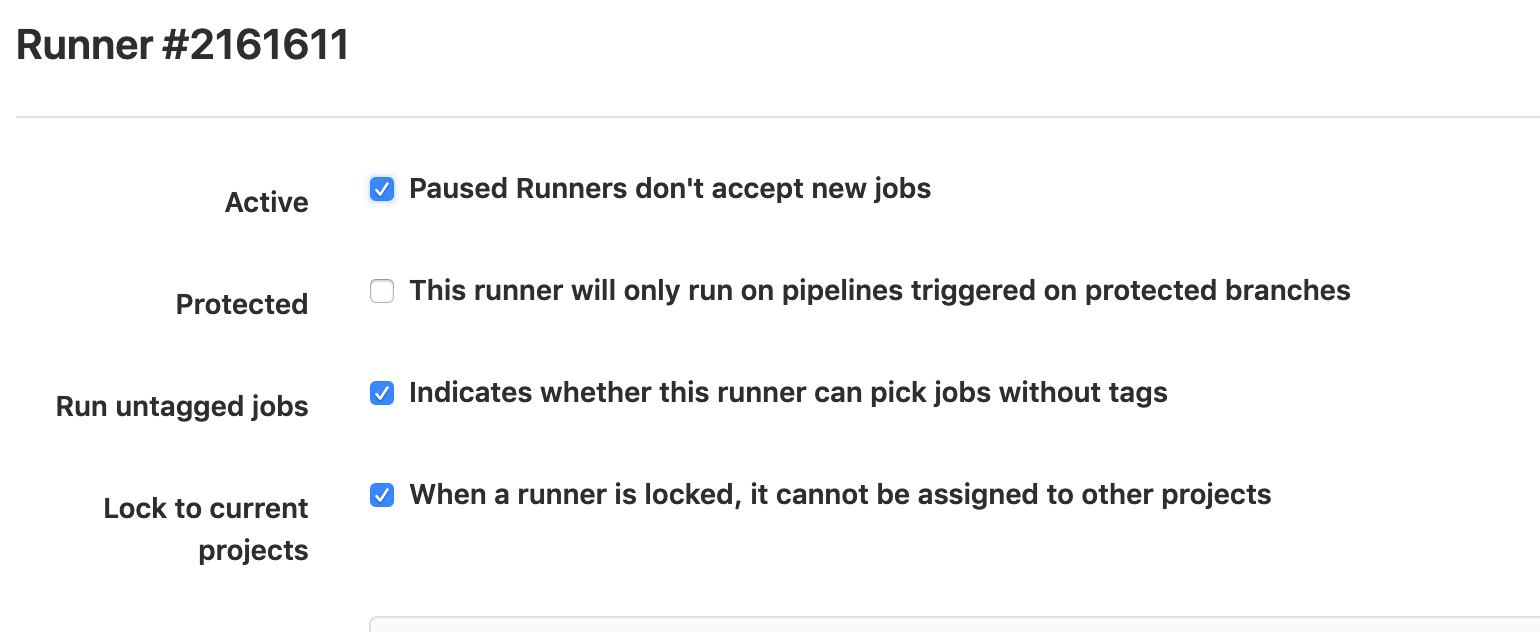 Runner #2161611
Active
Paused Runners don't accept new jobs
Protected
This runner will only run on pipelines triggered on protected branches
Run untagged jobs
Indicates whether this runner can pick jobs without tags
Lock to current
projects
When a runner is locked, it cannot be assigned to other projects